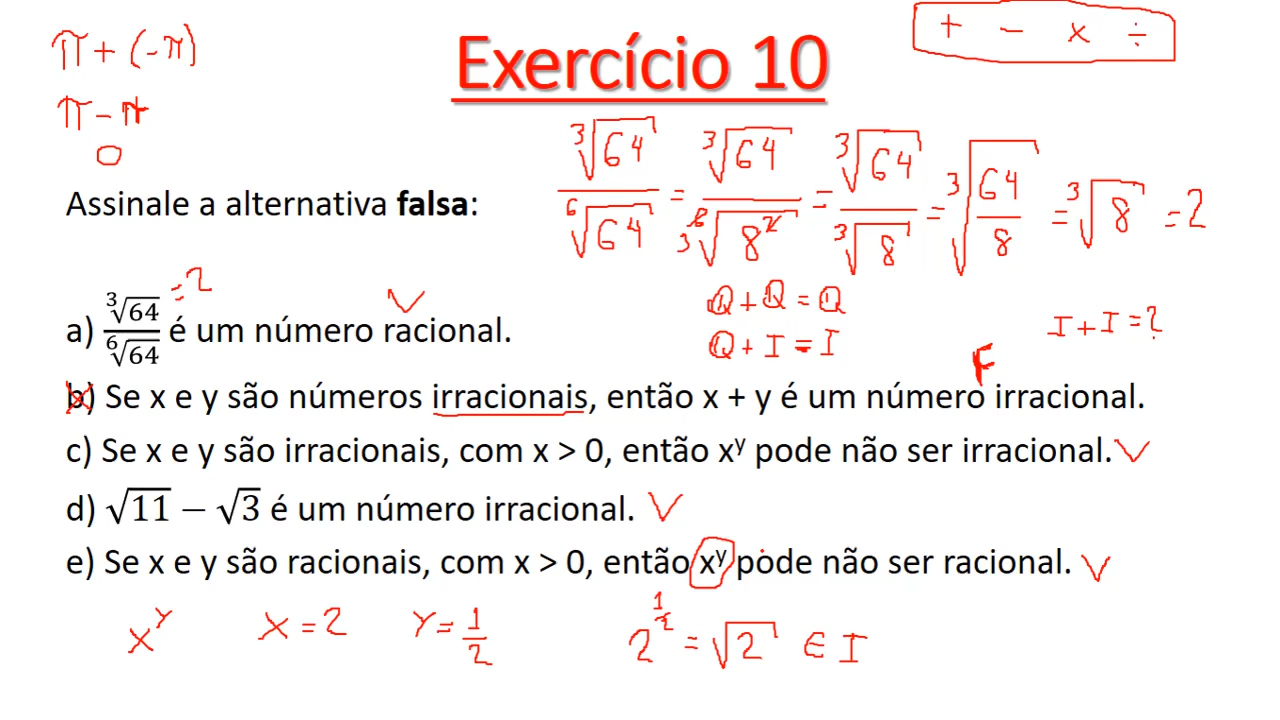 π + (-π)
+ - x ÷
Exercício 10
π - π
0
∛64 / ⁶√64 = ∛64 / ⁶√8² = ∛64 / ∛8 = ∛(64/8) = ∛8 = 2
3
Assinale a alternativa falsa:
a) ∛64 / ⁶√64 é um número racional.
= 2
V
Q + Q = Q
Q + I = I
I + I = ?
F
b) Se x e y são números irracionais, então x + y é um número irracional.
c) Se x e y são irracionais, com x > 0, então xʸ pode não ser irracional. V
d) √11 − √3 é um número irracional. V
e) Se x e y são racionais, com x > 0, então xʸ pode não ser racional. V
xʸ x = 2 y = 1/2 2^(1/2) = √2 ∈ I